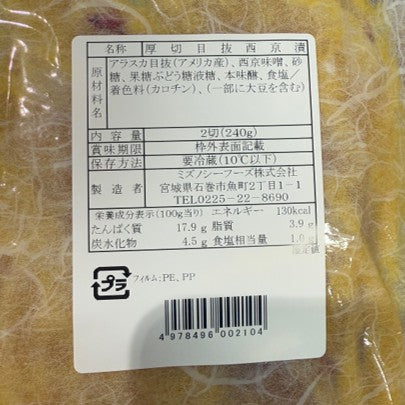 名称 厚切目抜西京漬
原材料名 アラスカ目抜(アメリカ産)、西京味噌、砂
糖、果糖ぶどう糖液糖、本味醂、食塩／
着色料(カロチン)、(一部に大豆を含む)
内容量 2切(240g)
賞味期限 枠外表面記載
保存方法 要冷蔵(10℃以下)
製造者 ミズノシーフーズ株式会社
宮城県石巻市魚町2丁目1－1
TEL0225－22－8690
栄養成分表示(100g当り) エネルギー 130kcal
たんぱく質 17.9g 脂質 3.9g
炭水化物 4.5g 食塩相当量 1.0g
推定値
プラ フィルム:PE、PP
4 978496 002104